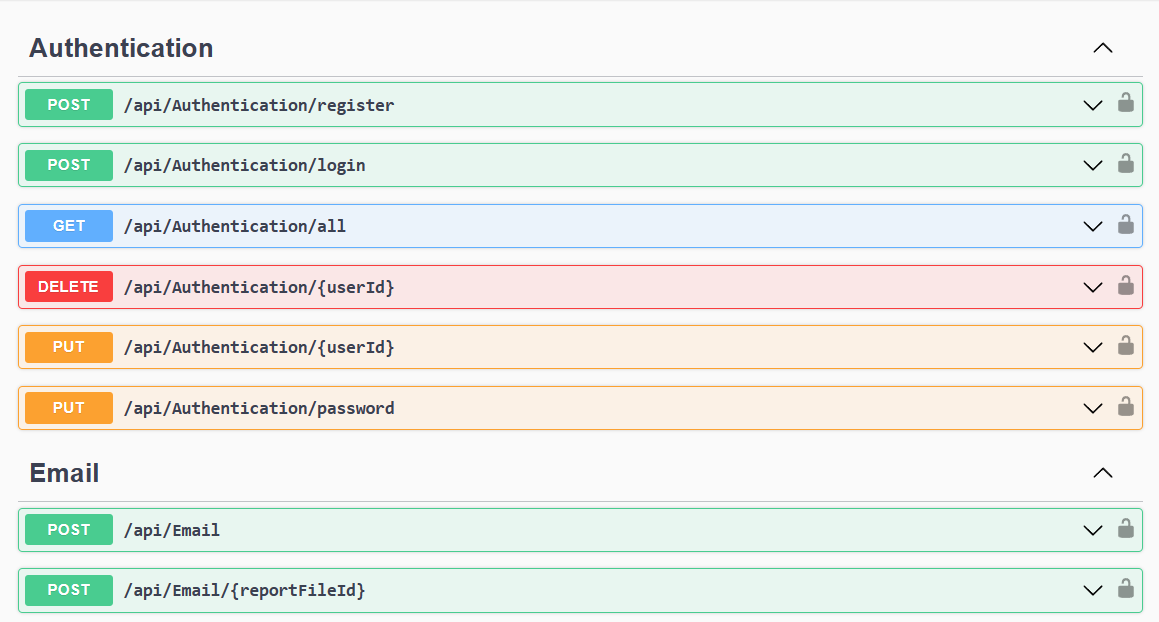 Authentication
POST /api/Authentication/register
POST /api/Authentication/login
GET /api/Authentication/all
DELETE /api/Authentication/{userId}
PUT /api/Authentication/{userId}
PUT /api/Authentication/password
Email
POST /api/Email
POST /api/Email/{reportFileId}